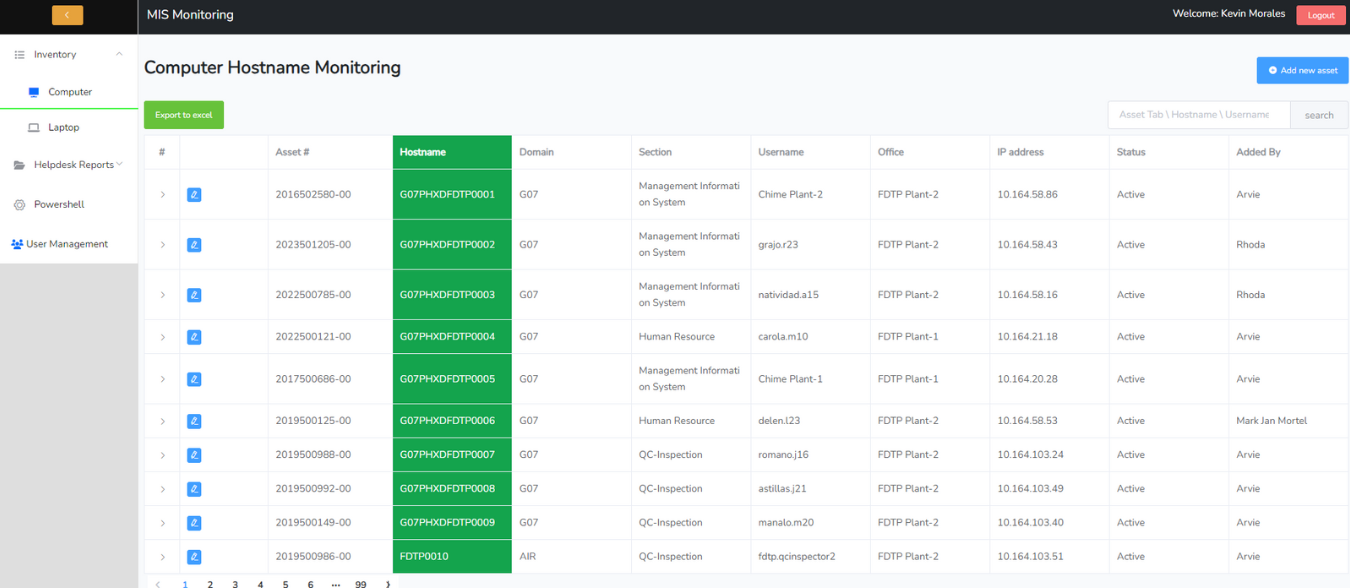 MIS Monitoring
Welcome: Kevin Morales
Logout
Inventory
Computer
Laptop
Helpdesk Reports
Powershell
User Management
Computer Hostname Monitoring
Add new asset
Export to excel
Asset Tab \ Hostname \ Username
search
# Asset # Hostname Domain Section Username Office IP address Status Added By
2016502580-00 G07PHXDFDTP0001 G07 Management Informati Chime Plant-2 FDTP Plant-2 10.164.58.86 Active Arvie
on System
2023501205-00 G07PHXDFDTP0002 G07 Management Informati grajo.r23 FDTP Plant-2 10.164.58.43 Active Rhoda
on System
2022500785-00 G07PHXDFDTP0003 G07 Management Informati natividad.a15 FDTP Plant-2 10.164.58.16 Active Rhoda
on System
2022500121-00 G07PHXDFDTP0004 G07 Human Resource carola.m10 FDTP Plant-1 10.164.21.18 Active Arvie
2017500686-00 G07PHXDFDTP0005 G07 Management Informati Chime Plant-1 FDTP Plant-1 10.164.20.28 Active Arvie
on System
2019500125-00 G07PHXDFDTP0006 G07 Human Resource delen.l23 FDTP Plant-2 10.164.58.53 Active Mark Jan Mortel
2019500988-00 G07PHXDFDTP0007 G07 QC-Inspection romano.j16 FDTP Plant-2 10.164.103.24 Active Arvie
2019500992-00 G07PHXDFDTP0008 G07 QC-Inspection astillas.j21 FDTP Plant-2 10.164.103.49 Active Arvie
2019500149-00 G07PHXDFDTP0009 G07 QC-Inspection manalo.m20 FDTP Plant-2 10.164.103.40 Active Arvie
2019500986-00 FDTP0010 AIR QC-Inspection fdtp.qcinspector2 FDTP Plant-2 10.164.103.51 Active Arvie
1 2 3 4 5 6 ... 99